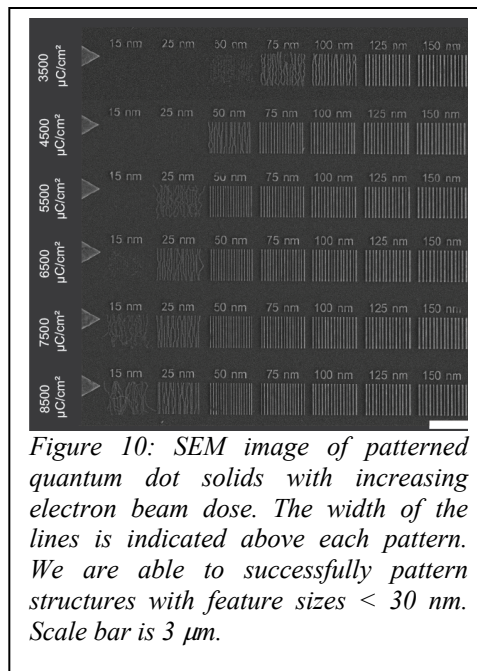 3500
µC/cm²
15 nm 25 nm 50 nm 75 nm 100 nm 125 nm 150 nm
4500
µC/cm²
15 nm 25 nm 50 nm 75 nm 100 nm 125 nm 150 nm
5500
µC/cm²
15 nm 25 nm 50 nm 75 nm 100 nm 125 nm 150 nm
6500
µC/cm²
15 nm 25 nm 50 nm 75 nm 100 nm 125 nm 150 nm
7500
µC/cm²
15 nm 25 nm 50 nm 75 nm 100 nm 125 nm 150 nm
8500
µC/cm²
15 nm 25 nm 50 nm 75 nm 100 nm 125 nm 150 nm
Figure 10: SEM image of patterned
quantum dot solids with increasing
electron beam dose. The width of the
lines is indicated above each pattern.
We are able to successfully pattern
structures with feature sizes < 30 nm.
Scale bar is 3 µm.